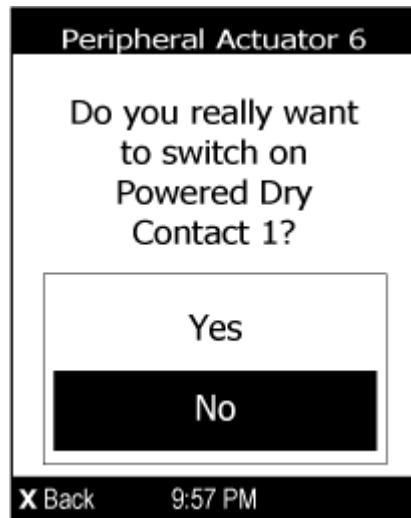 Peripheral Actuator 6
Do you really want
to switch on
Powered Dry
Contact 1?
Yes
No
X Back 9:57 PM